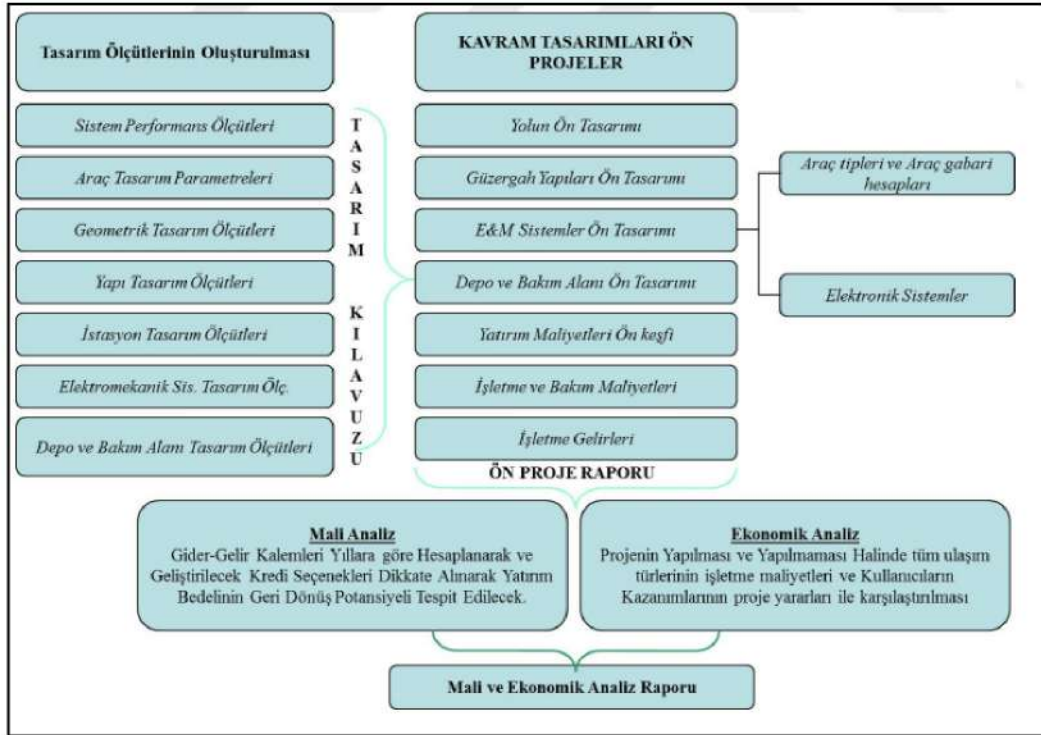 Tasarım Ölçütlerinin Oluşturulması
Sistem Performans Ölçütleri
Araç Tasarım Parametreleri
Geometrik Tasarım Ölçütleri
Yapı Tasarım Ölçütleri
İstasyon Tasarım Ölçütleri
Elektromekanik Sis. Tasarım Ölç.
Depo ve Bakım Alanı Tasarım Ölçütleri
TASARIM KILAVUZU
KAVRAM TASARIMLARI ÖN
PROJELER
Yolun Ön Tasarımı
Güzergah Yapıları Ön Tasarımı
E&M Sistemler Ön Tasarımı
Depo ve Bakım Alanı Ön Tasarımı
Yatırım Maliyetleri Ön keşfi
İşletme ve Bakım Maliyetleri
İşletme Gelirleri
Araç tipleri ve Araç gabari
hesapları
Elektronik Sistemler
ÖN PROJE RAPORU
Mali Analiz
Gider-Gelir Kalemleri Yıllara göre Hesaplanarak ve
Geliştirilecek Kredi Seçenekleri Dikkate Alınarak Yatırım
Bedelinin Geri Dönüş Potansiyeli Tespit Edilecek.
Ekonomik Analiz
Projenin Yapılması ve Yapılmaması Halinde tüm ulaşım
türlerinin işletme maliyetleri ve Kullanıcıların
Kazanımlarının proje yararları ile karşılaştırılması
Mali ve Ekonomik Analiz Raporu